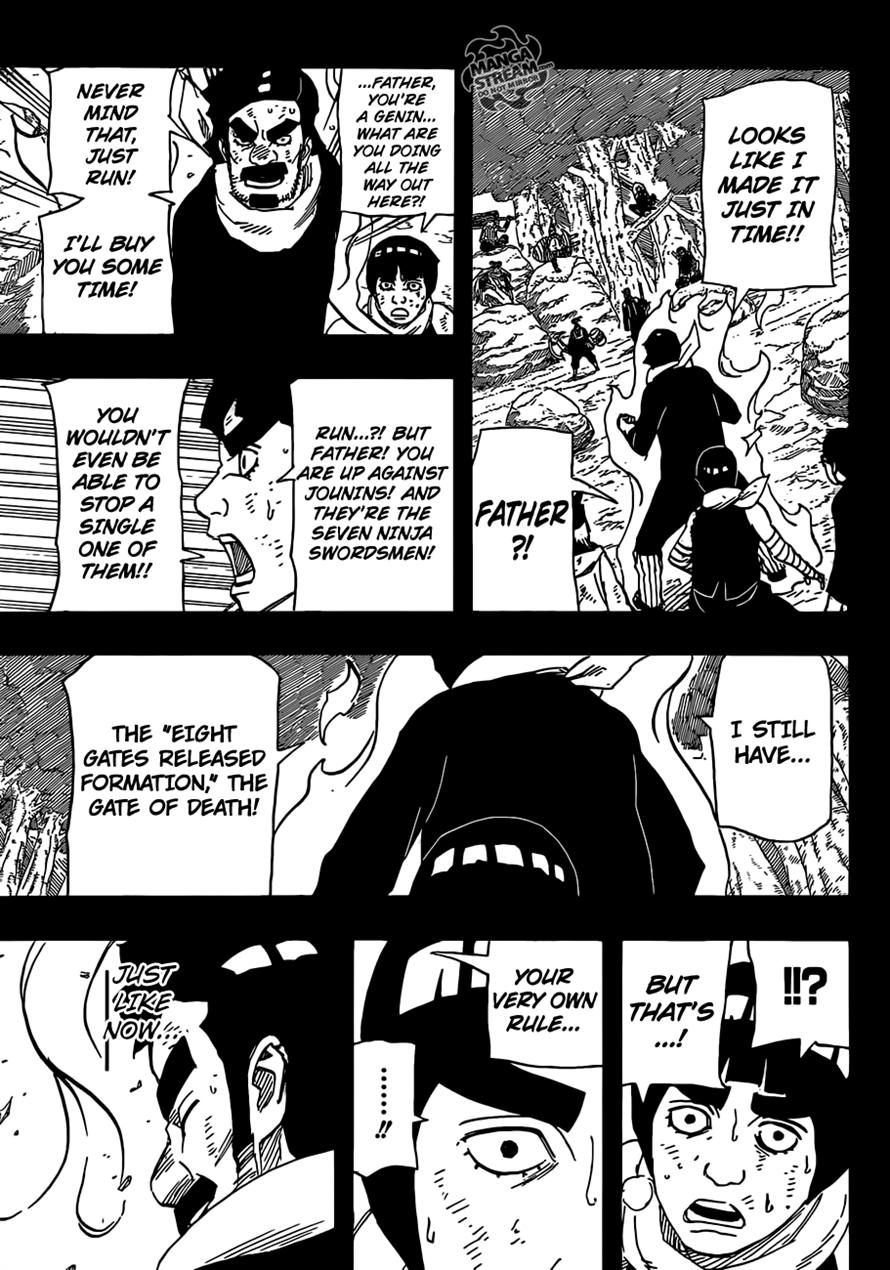 MANGA
STREAM.com
DO NOT MIRROR
LOOKS
LIKE I
MADE IT
JUST IN
TIME!!
FATHER
?!
...FATHER,
YOU'RE
A GENIN...
WHAT ARE
YOU DOING
ALL THE
WAY OUT
HERE?!
NEVER
MIND
THAT,
JUST
RUN!
I'LL BUY
YOU SOME
TIME!
RUN...?! BUT
FATHER! YOU
ARE UP AGAINST
JOUNINS! AND
THEY'RE THE
SEVEN NINJA
SWORDSMEN!
YOU
WOULDN'T
EVEN BE
ABLE TO
STOP A
SINGLE
ONE OF
THEM!!
I STILL
HAVE...
THE "EIGHT
GATES RELEASED
FORMATION," THE
GATE OF DEATH!
!!?
BUT
THAT'S
...!
YOUR
VERY OWN
RULE...
......!!
JUST
LIKE
NOW...